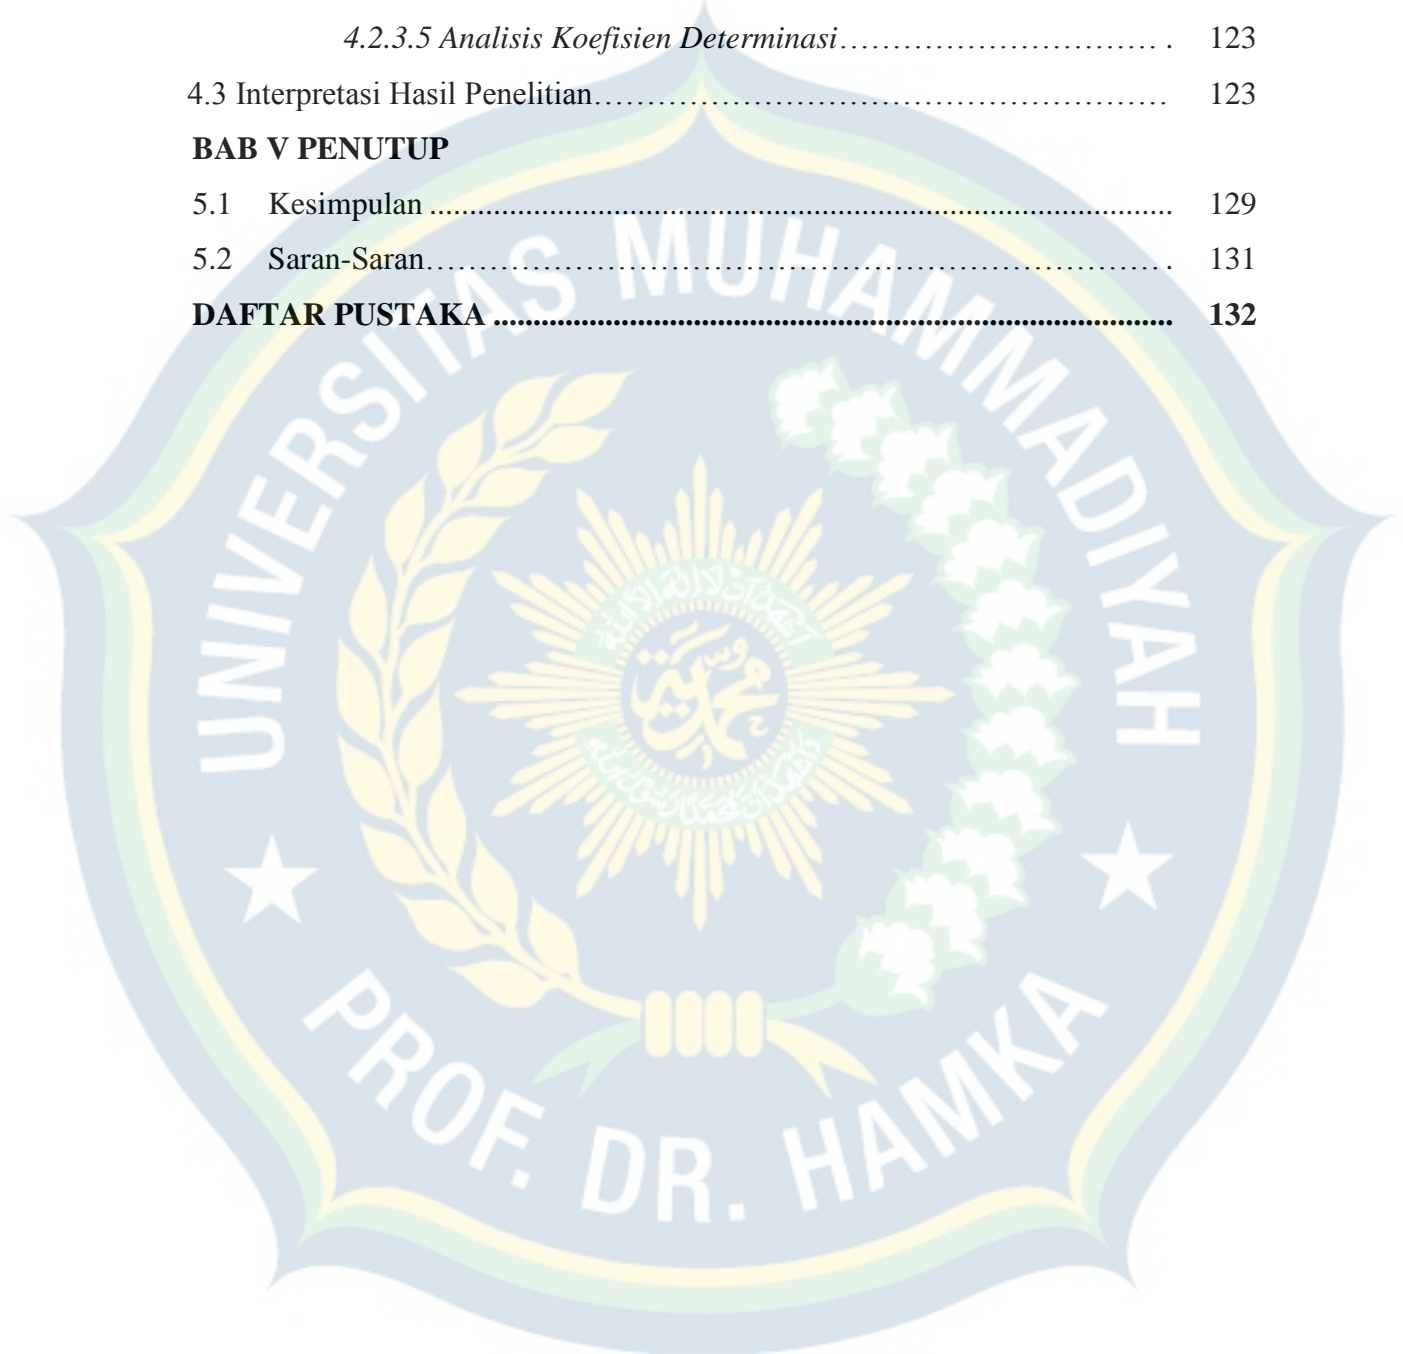 4.2.3.5 Analisis Koefisien Determinasi…………………………. 123
4.3 Interpretasi Hasil Penelitian……………………………………………… 123
BAB V PENUTUP
5.1 Kesimpulan ............................................................................... 129
5.2 Saran-Saran……………………………………………………………. 131
DAFTAR PUSTAKA ........................................................................ 132
UNIVERSITAS MUHAMMADIYAH
PROF. DR. HAMKA